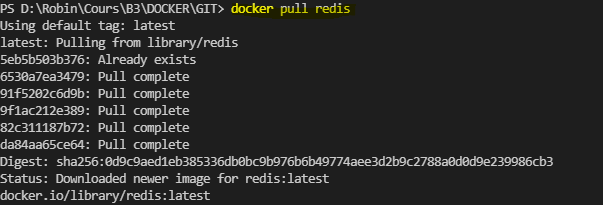 PS D:\Robin\Cours\B3\DOCKER\GIT> docker pull redis
Using default tag: latest
latest: Pulling from library/redis
5eb5b503b376: Already exists
6530a7ea3479: Pull complete
91f5202c6d9b: Pull complete
9f1ac212e389: Pull complete
82c311187b72: Pull complete
da84aa65ce64: Pull complete
Digest: sha256:0d9c9aed1eb385336db0bc9b976b6b49774aee3d2b9c2788a0d0d9e239986cb3
Status: Downloaded newer image for redis:latest
docker.io/library/redis:latest